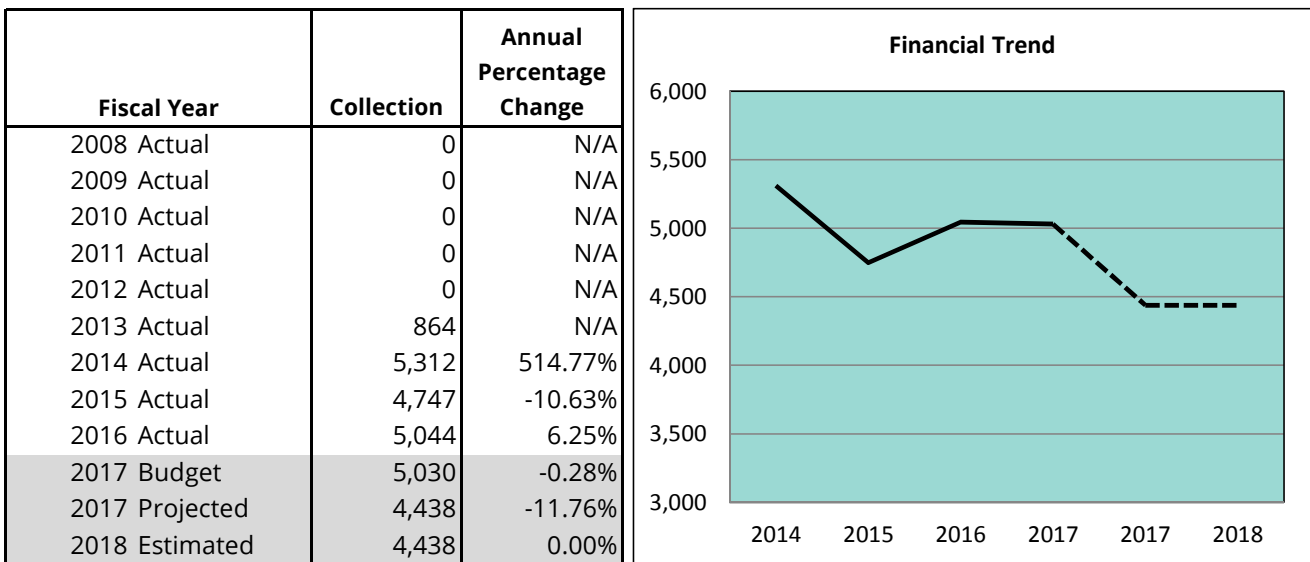 Annual
Percentage
Fiscal Year Collection Change
2008 Actual 0 N/A
2009 Actual 0 N/A
2010 Actual 0 N/A
2011 Actual 0 N/A
2012 Actual 0 N/A
2013 Actual 864 N/A
2014 Actual 5,312 514.77%
2015 Actual 4,747 -10.63%
2016 Actual 5,044 6.25%
2017 Budget 5,030 -0.28%
2017 Projected 4,438 -11.76%
2018 Estimated 4,438 0.00%
Financial Trend
6,000
5,500
5,000
4,500
4,000
3,500
3,000
2014 2015 2016 2017 2017 2018